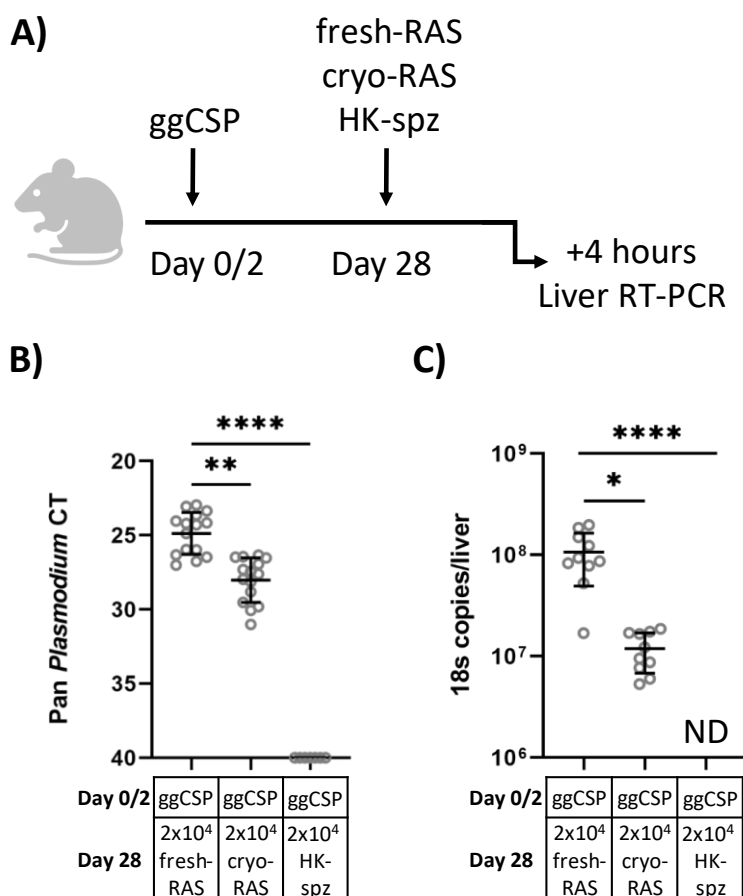 A)
fresh-RAS
cryo-RAS
HK-spz
ggCSP
Day 0/2
Day 28
+4 hours
Liver RT-PCR
B)
****
**
20
25
30
35
40
Pan Plasmodium CT
Day 0/2 ggCSP ggCSP ggCSP
Day 28
2x10⁴ 2x10⁴ 2x10⁴
fresh- cryo- HK-
RAS RAS spz
C)
****
*
10⁹
10⁸
10⁷
10⁶
18s copies/liver
ND
Day 0/2 ggCSP ggCSP ggCSP
Day 28
2x10⁴ 2x10⁴ 2x10⁴
fresh- cryo- HK-
RAS RAS spz